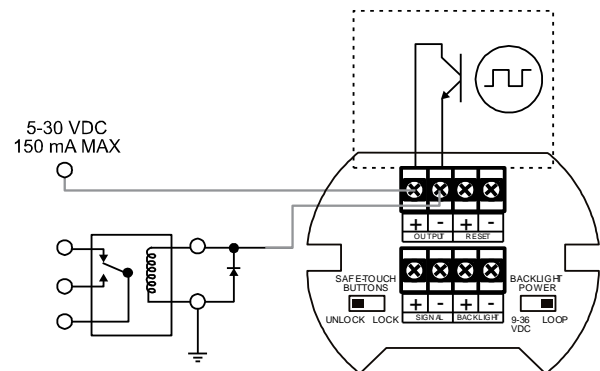 5-30 VDC
150 mA MAX
+ - + -
OUTPUT RESET
SAFE-TOUCH
BUTTONS
UNLOCK LOCK
+ - + -
SIGNAL BACKLIGHT
BACKLIGHT
POWER
9-36
VDC
LOOP